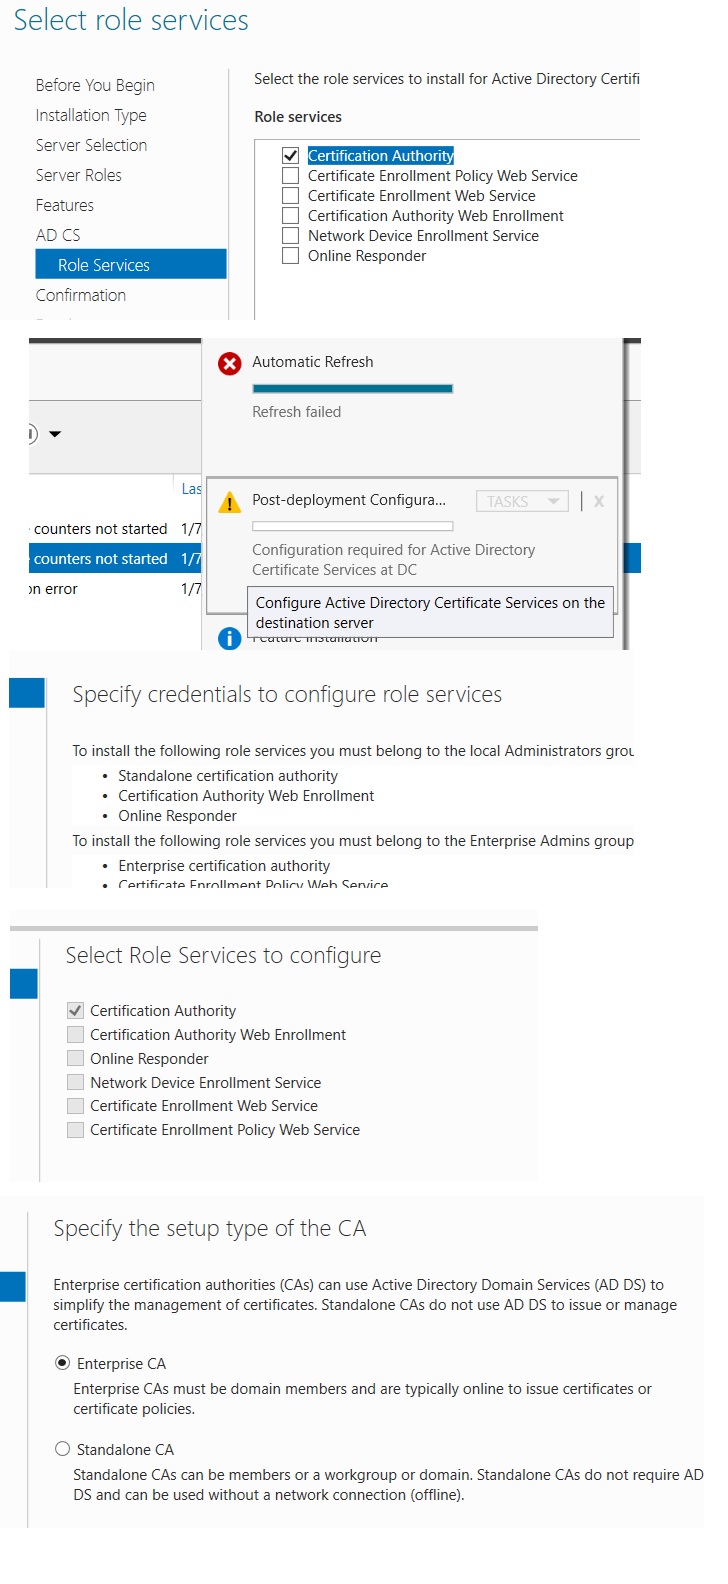 Select role services
Before You Begin
Installation Type
Server Selection
Server Roles
Features
AD CS
Role Services
Confirmation
Select the role services to install for Active Directory Certifi
Role services
Certification Authority
Certificate Enrollment Policy Web Service
Certificate Enrollment Web Service
Certification Authority Web Enrollment
Network Device Enrollment Service
Online Responder
Automatic Refresh
Refresh failed
Las
counters not started 1/7
counters not started 1/7
on error 1/7
Post-deployment Configura...
TASKS
X
Configuration required for Active Directory
Certificate Services at DC
Configure Active Directory Certificate Services on the
destination server
Feature installation
Specify credentials to configure role services
To install the following role services you must belong to the local Administrators grou
• Standalone certification authority
• Certification Authority Web Enrollment
• Online Responder
To install the following role services you must belong to the Enterprise Admins group
• Enterprise certification authority
• Certificate Enrollment Policy Web Service
Select Role Services to configure
Certification Authority
Certification Authority Web Enrollment
Online Responder
Network Device Enrollment Service
Certificate Enrollment Web Service
Certificate Enrollment Policy Web Service
Specify the setup type of the CA
Enterprise certification authorities (CAs) can use Active Directory Domain Services (AD DS) to
simplify the management of certificates. Standalone CAs do not use AD DS to issue or manage
certificates.
Enterprise CA
Enterprise CAs must be domain members and are typically online to issue certificates or
certificate policies.
Standalone CA
Standalone CAs can be members or a workgroup or domain. Standalone CAs do not require AD
DS and can be used without a network connection (offline).